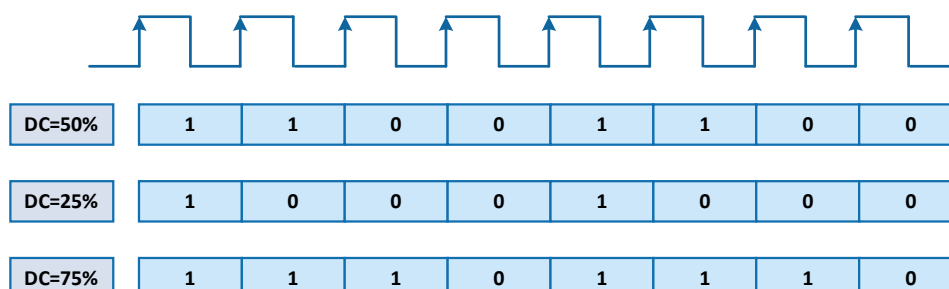 DC=50% 1 1 0 0 1 1 0 0
DC=25% 1 0 0 0 1 0 0 0
DC=75% 1 1 1 0 1 1 1 0